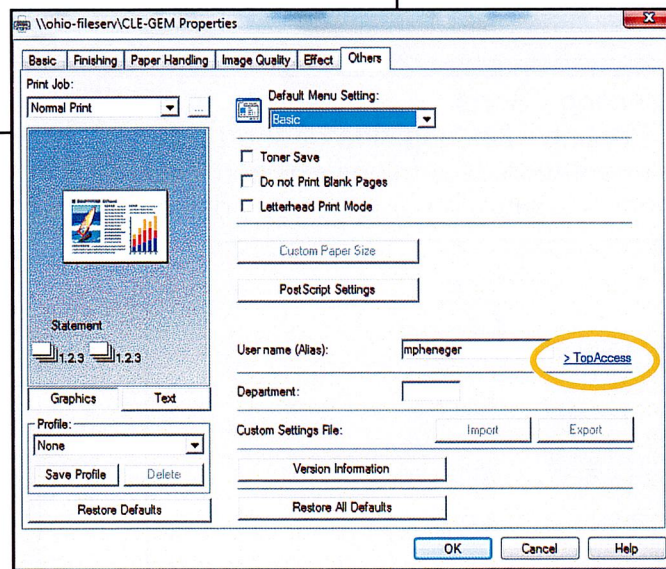 \\ohio-fileserv\CLE-GEM Properties
Basic Finishing Paper Handling Image Quality Effect Others
Print Job:
Normal Print ...
Default Menu Setting:
Basic
Toner Save
Do not Print Blank Pages
Letterhead Print Mode
Custom Paper Size
PostScript Settings
Statement
1.2.3 1.2.3
User name (Alias): mpheneger > TopAccess
Graphics Text
Department:
Profile:
None
Custom Settings File: Import Export
Save Profile Delete
Version Information
Restore Defaults
Restore All Defaults
OK Cancel Help